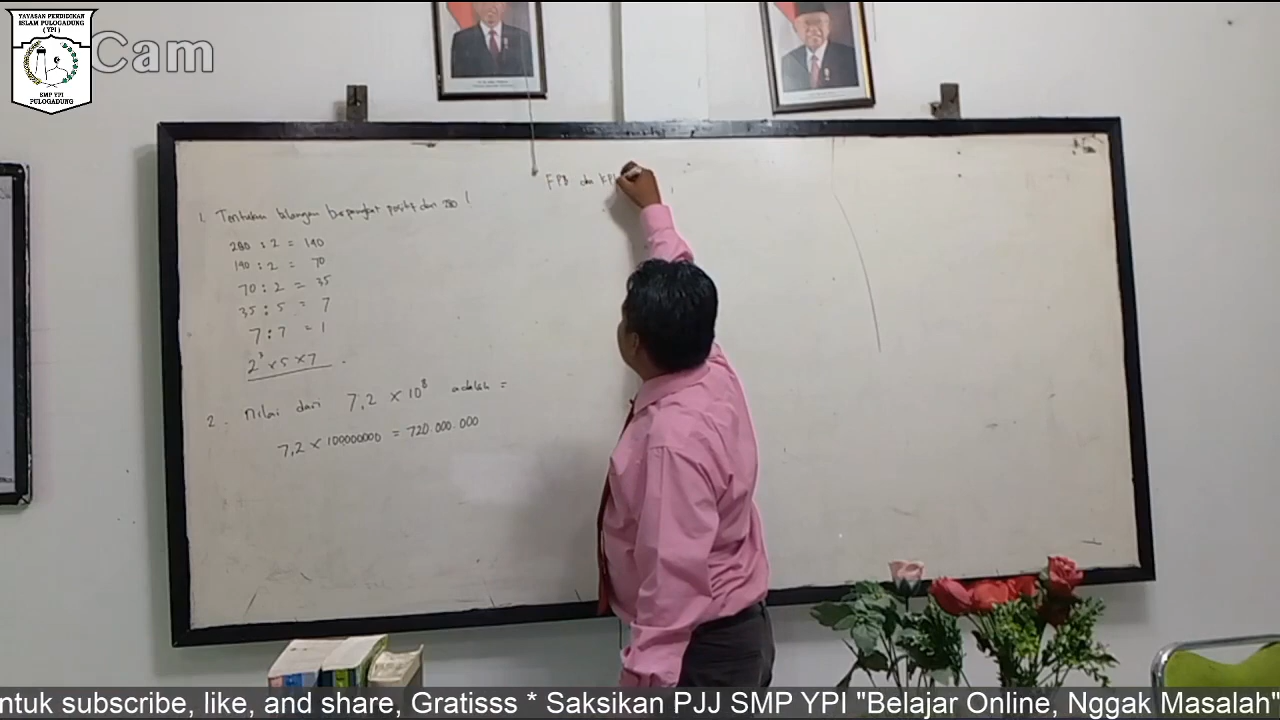 YAYASAN PENDIDIKAN
ISLAM PULOGADUNG
( YPI )
SMP YPI
PULOGADUNG
Cam
FPB dan KP
1. Tentukan bilangan berpangkat positif dari 280 !
280 : 2 = 140
140 : 2 = 70
70 : 2 = 35
35 : 5 = 7
7 : 7 = 1
2³ x 5 x 7
2. Nilai dari 7,2 x 10⁸ adalah =
7,2 x 100000000 = 720.000.000
ntuk subscribe, like, and share, Gratisss * Saksikan PJJ SMP YPI "Belajar Online, Nggak Masalah"